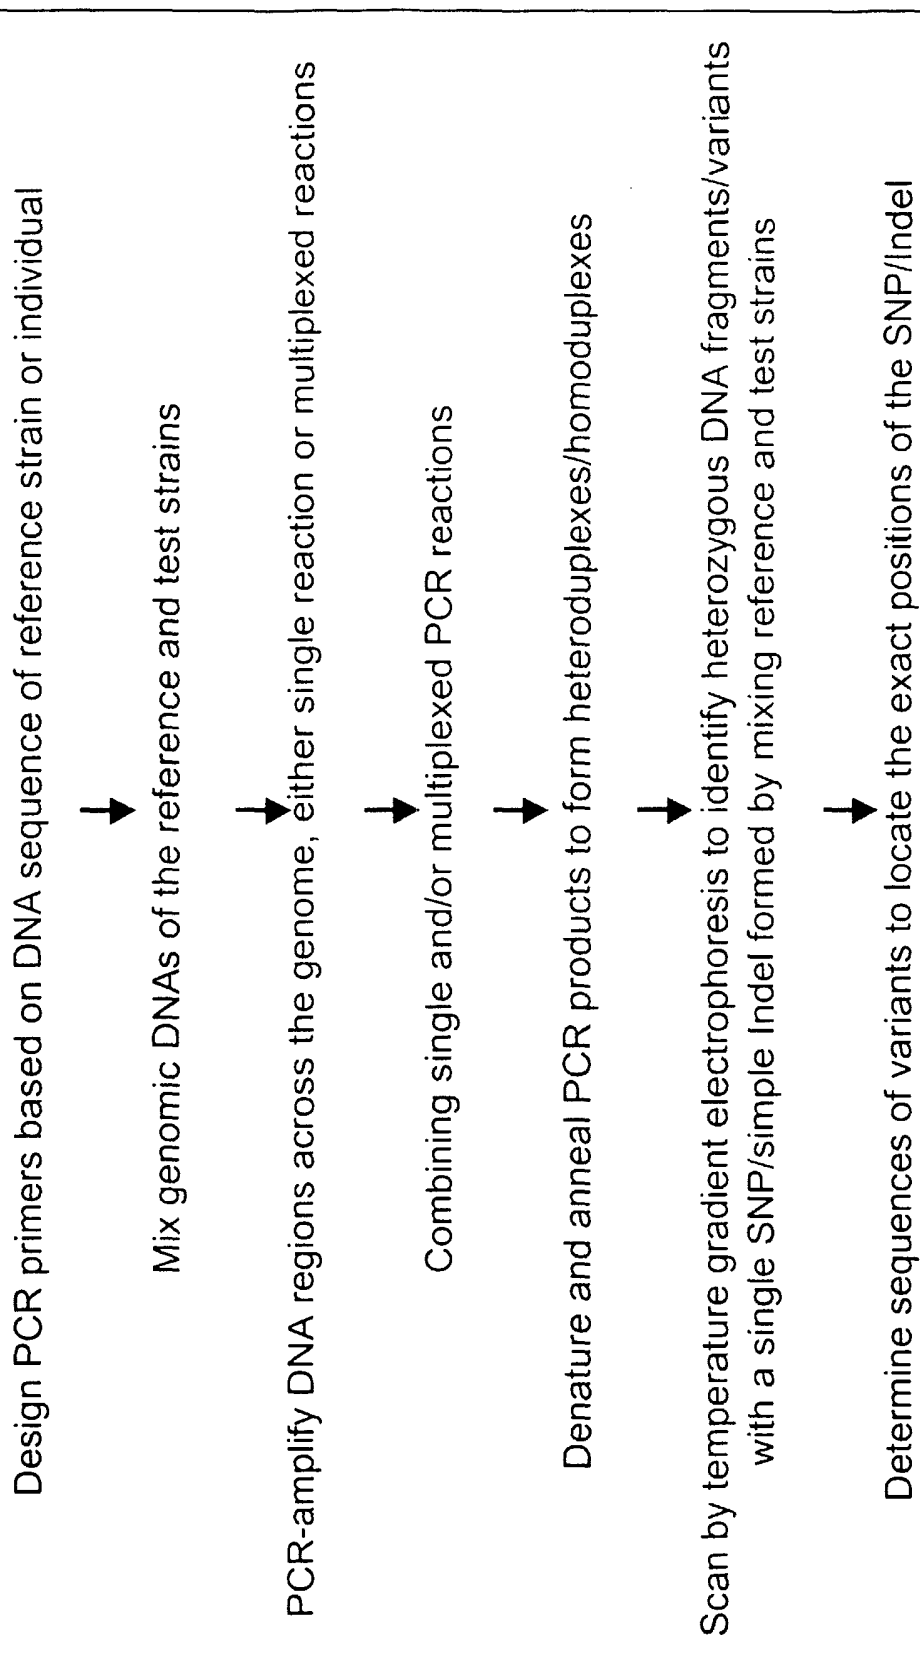 Design PCR primers based on DNA sequence of reference strain or individual
Mix genomic DNAs of the reference and test strains
PCR-amplify DNA regions across the genome, either single reaction or multiplexed reactions
Combining single and/or multiplexed PCR reactions
Denature and anneal PCR products to form heteroduplexes/homoduplexes
Scan by temperature gradient electrophoresis to identify heterozygous DNA fragments/variants
with a single SNP/simple Indel formed by mixing reference and test strains
Determine sequences of variants to locate the exact positions of the SNP/Indel